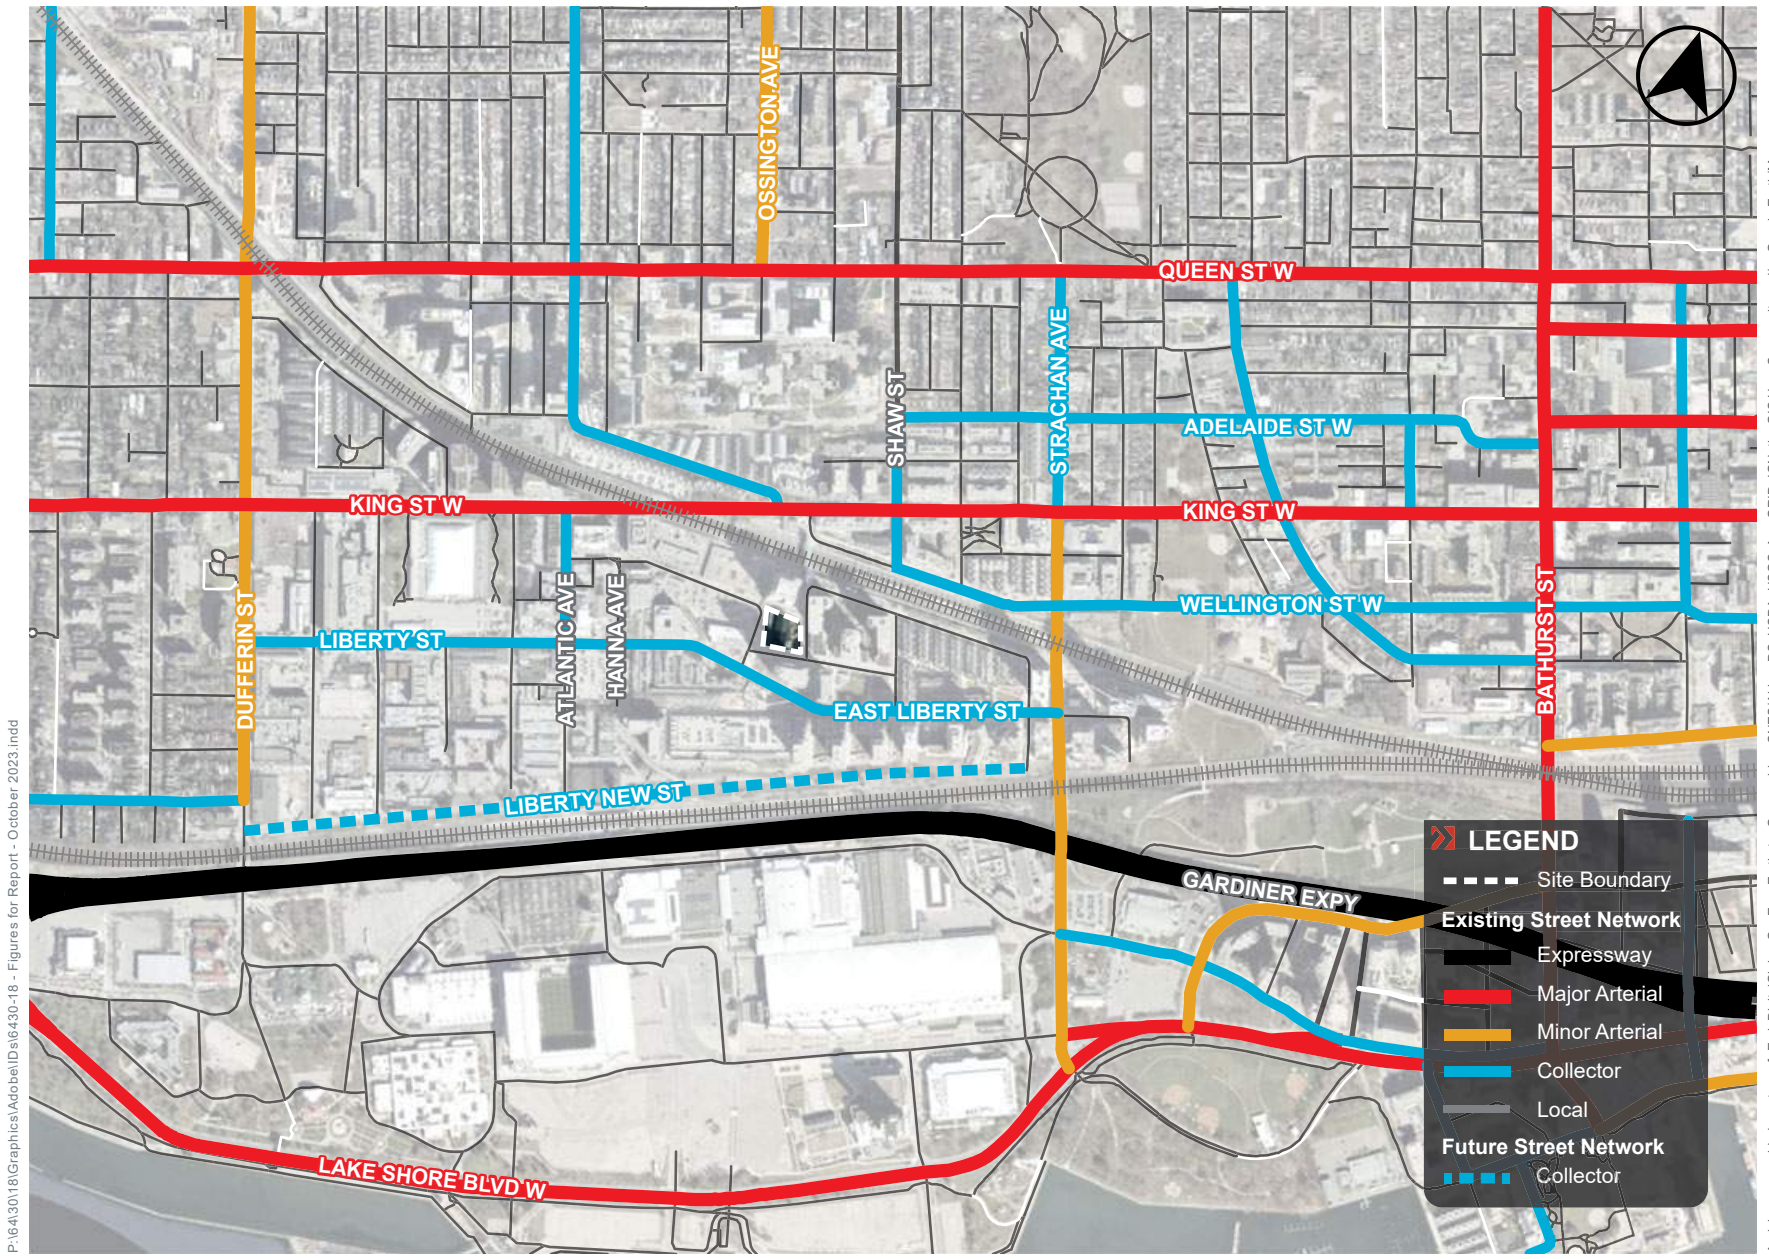 OSSINGTON AVE
QUEEN ST W
STRACHAN AVE
SHAW ST
ADELAIDE ST W
KING ST W
KING ST W
ATLANTIC AVE
HANNA AVE
DUFFERIN ST
LIBERTY ST
WELLINGTON ST W
BATHURST ST
EAST LIBERTY ST
LIBERTY NEW ST
GARDINER EXPY
LAKE SHORE BLVD W
LEGEND
Site Boundary
Existing Street Network
Expressway
Major Arterial
Minor Arterial
Collector
Local
Future Street Network
Collector
P:\64\30\18\Graphics\Adobe\IDs\6430-18 - Figures for Report - October 2023.indd